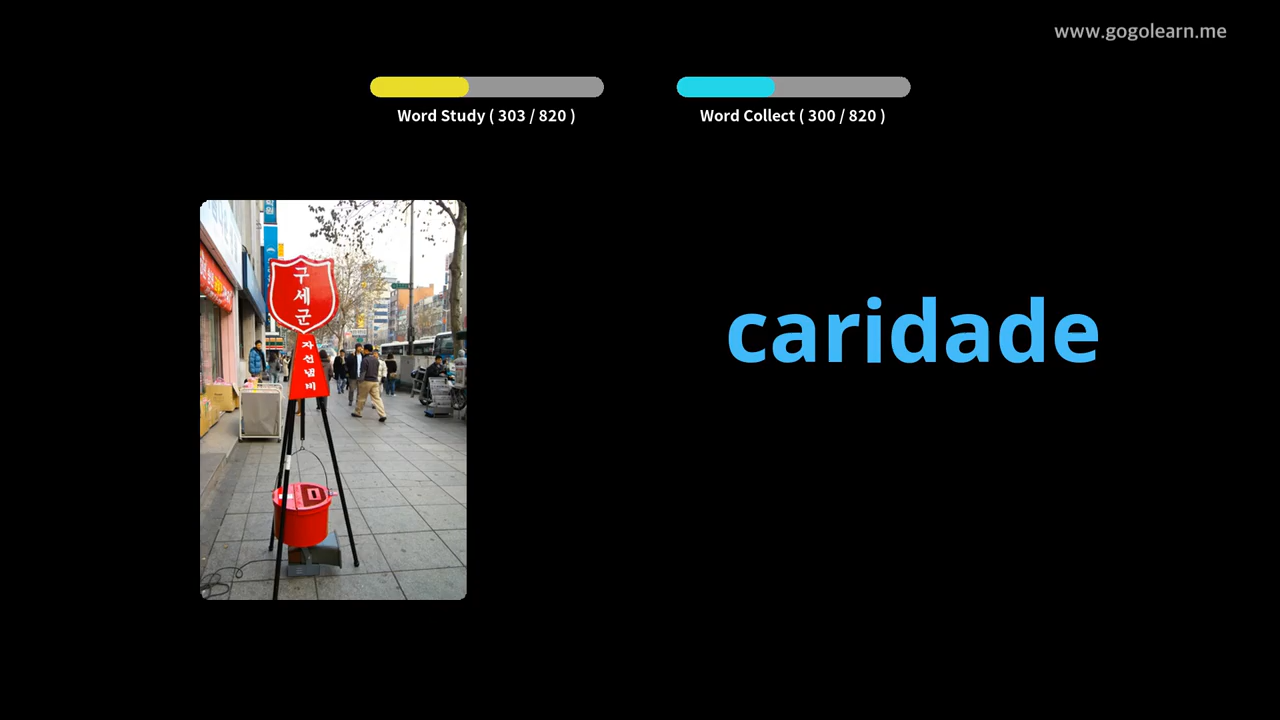 www.gogolearn.me
Word Study ( 303 / 820 )
Word Collect ( 300 / 820 )
구
세
군
자
선
냄
비
caridade